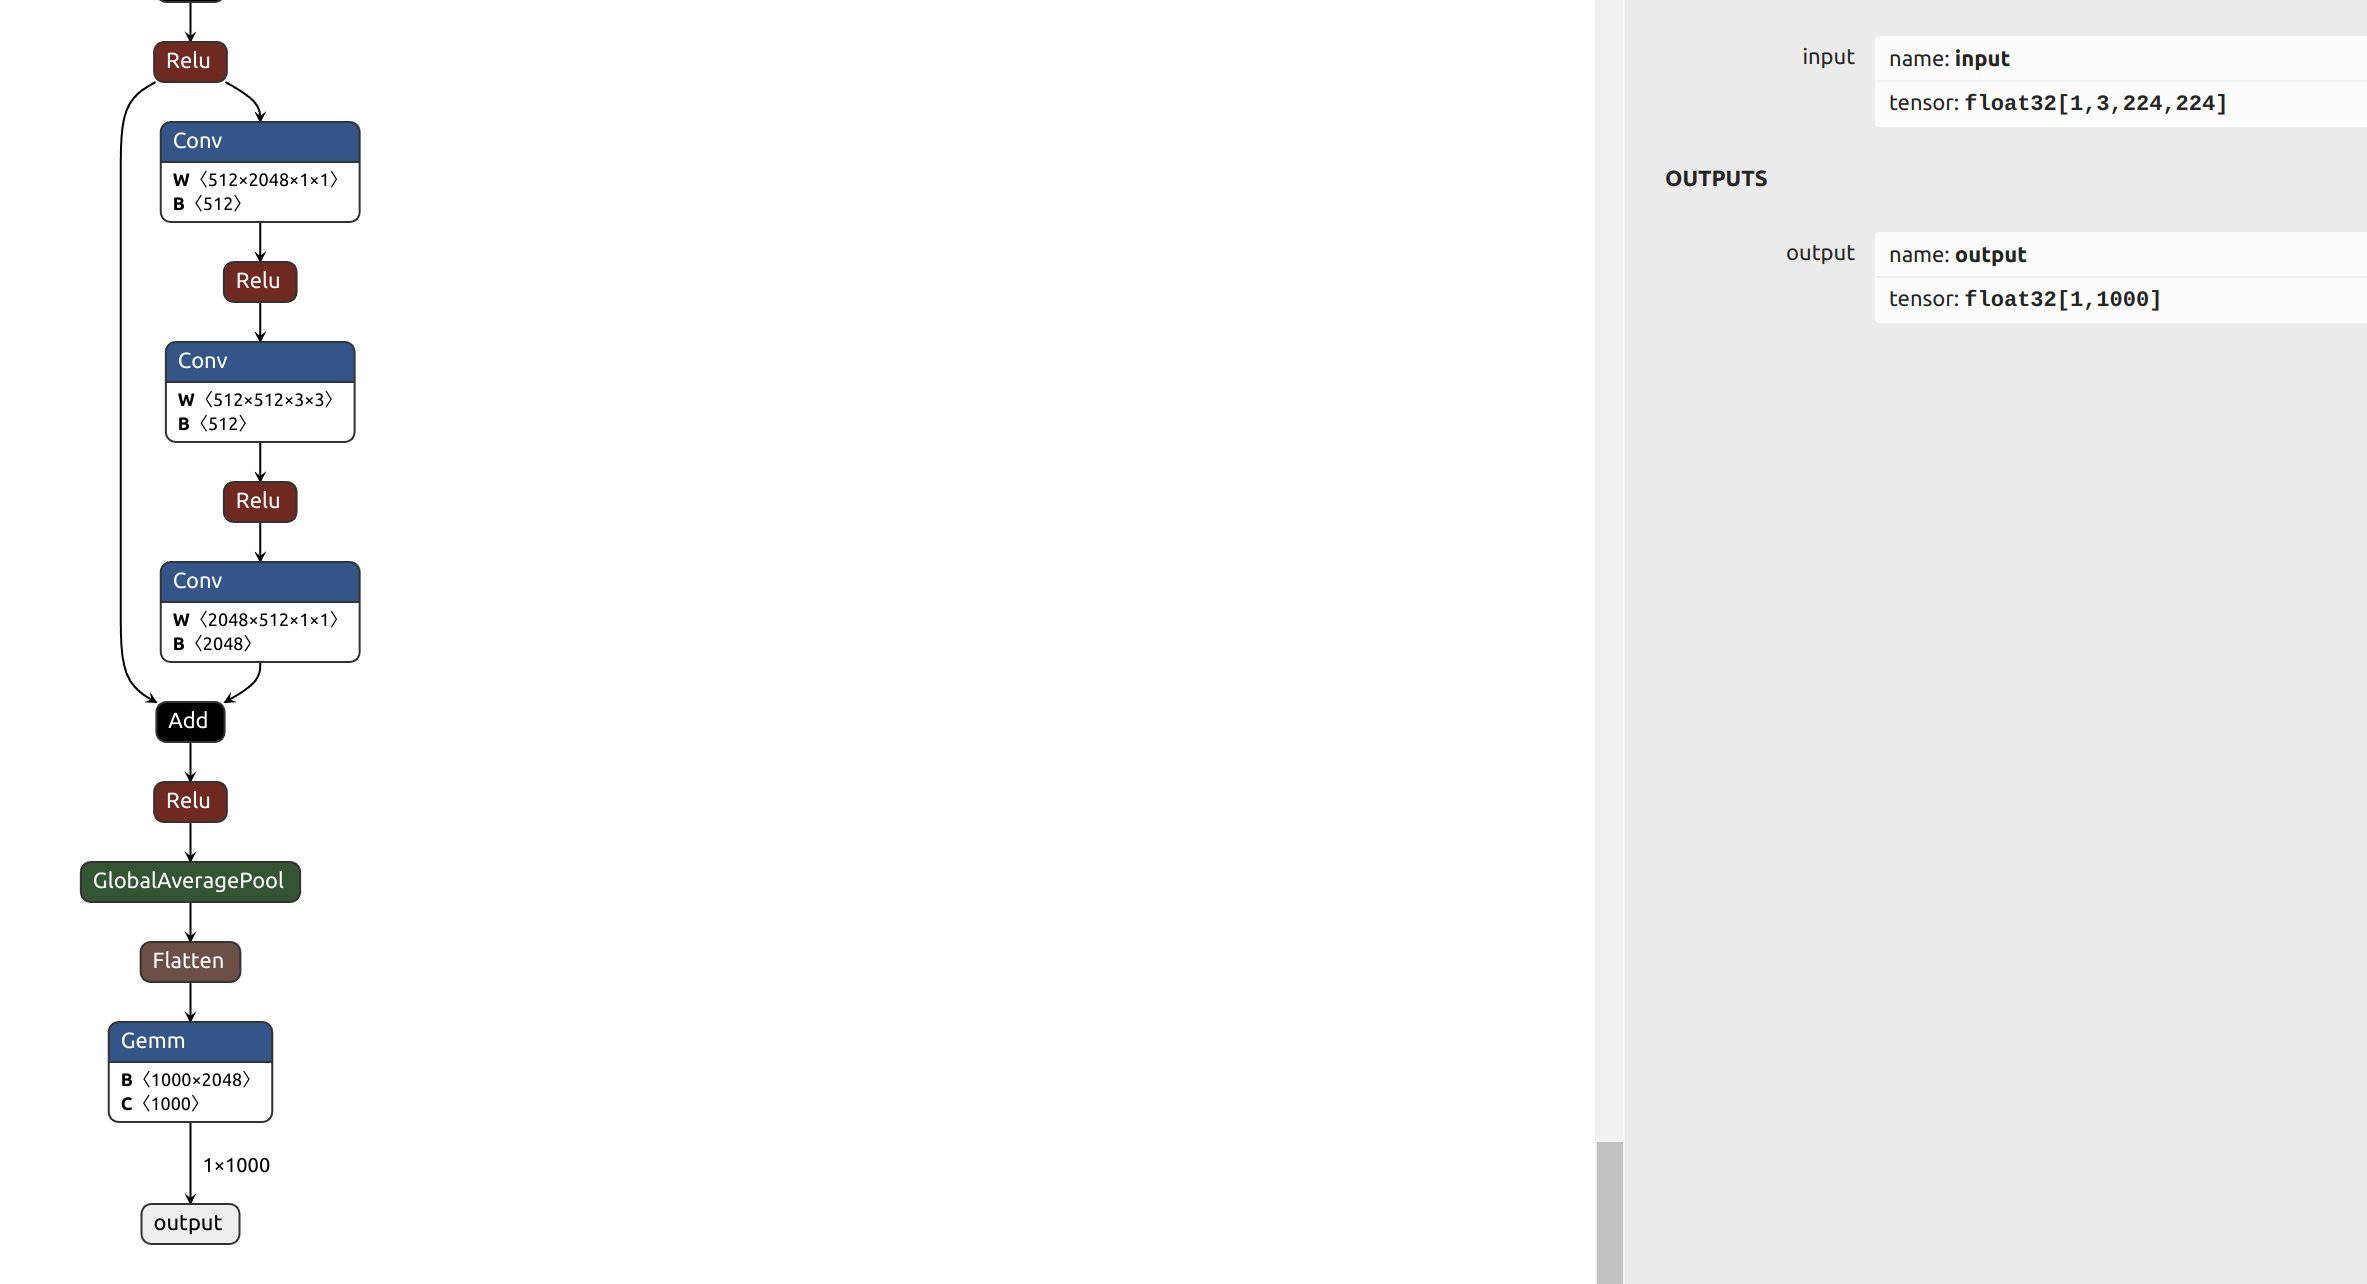 Relu
Conv
W〈512×2048×1×1〉
B〈512〉
Relu
Conv
W〈512×512×3×3〉
B〈512〉
Relu
Conv
W〈2048×512×1×1〉
B〈2048〉
Add
Relu
GlobalAveragePool
Flatten
Gemm
B〈1000×2048〉
C〈1000〉
1×1000
output
input
name: input
tensor: float32[1,3,224,224]
OUTPUTS
output
name: output
tensor: float32[1,1000]